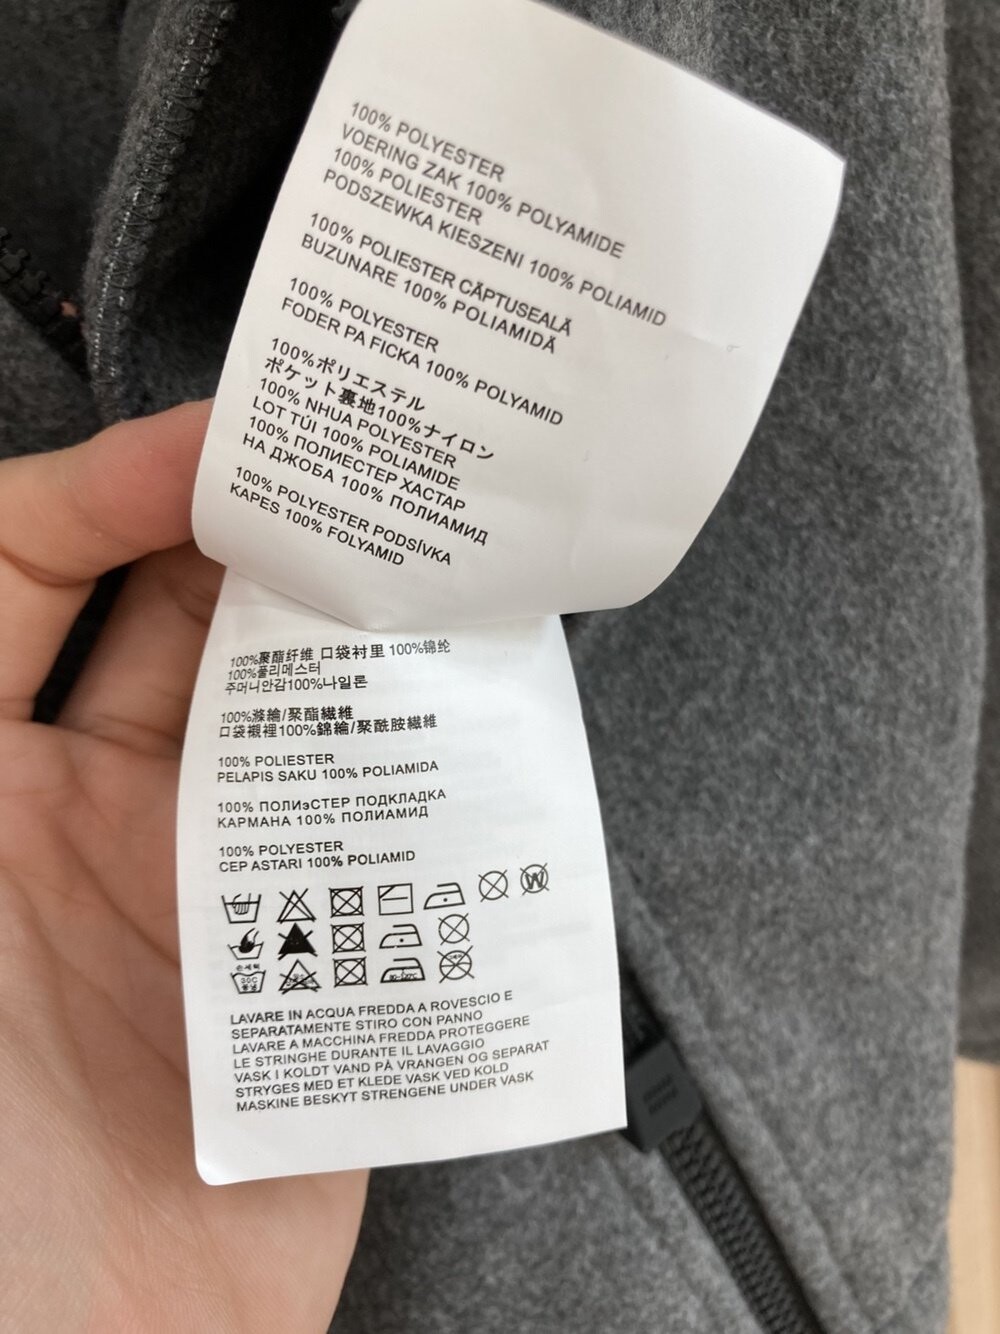 100% POLYESTER
VOERING ZAK 100% POLYAMIDE
100% POLIESTER
PODSZEWKA KIESZENI 100% POLIAMID
100% POLIESTER CĂPTUSEALĂ
BUZUNARE 100% POLIAMIDĂ
100% POLYESTER
FODER PA FICKA 100% POLYAMID
100%ポリエステル
ポケット裏地100%ナイロン
100% NHUA POLYESTER
LOT TÚI 100% POLIAMIDE
100% ПОЛИЕСТЕР ХАСТАР
НА ДЖОБА 100% ПОЛИАМИД
100% POLYESTER PODSÍVKA
KAPES 100% FOLYAMID
100%聚酯纤维 口袋衬里 100%锦纶
100%풀리메스터
주머니안감100%나일론
100%滌綸/聚酯纖維
口袋襯裡100%錦綸/聚酰胺纖維
100% POLIESTER
PELAPIS SAKU 100% POLIAMIDA
100% ПОЛИэСТЕР ПОДКЛАДКА
КАРМАНА 100% ПОЛИАМИД
100% POLYESTER
CEP ASTARI 100% POLIAMID
W
손세탁
30C
LAVARE IN ACQUA FREDDA A ROVESCIO E
SEPARATAMENTE STIRO CON PANNO
LAVARE A MACCHINA FREDDA PROTEGGERE
LE STRINGHE DURANTE IL LAVAGGIO
VASK I KOLDT VAND PÅ VRANGEN OG SEPARAT
STRYGES MED ET KLEDE VASK VED KOLD
MASKINE BESKYT STRENGENE UNDER VASK